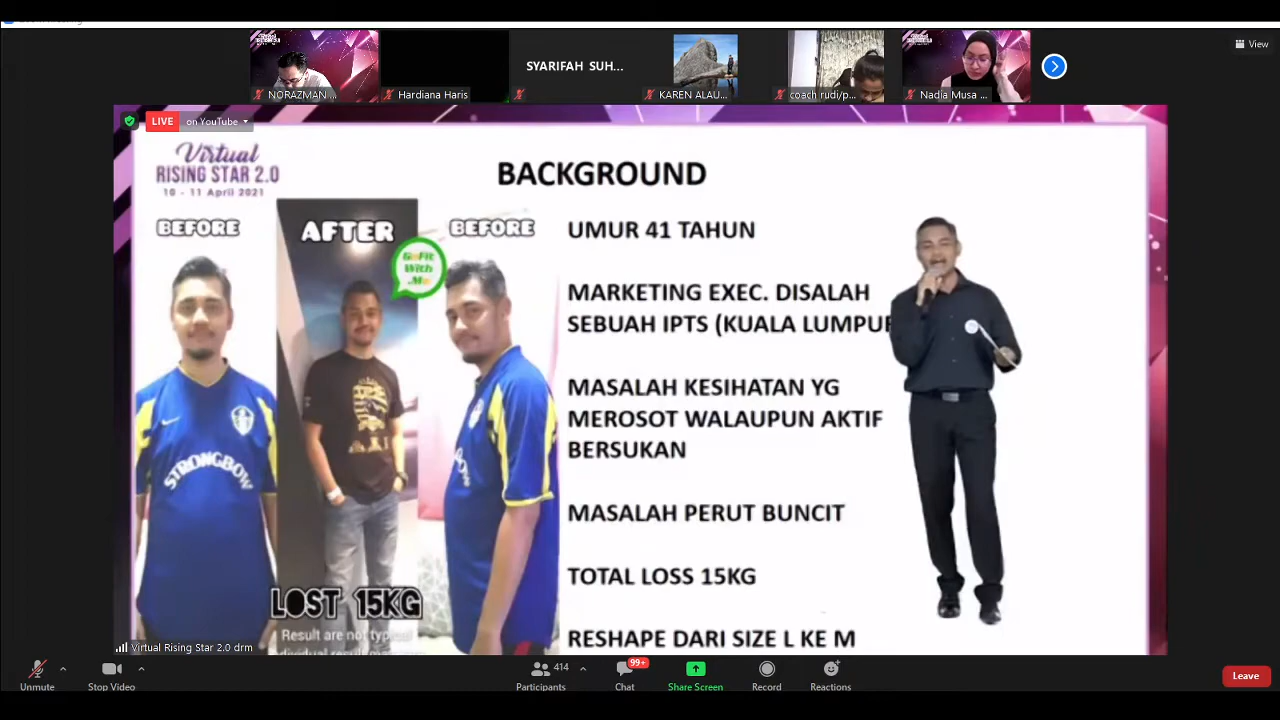 View
NORAZMAN ...
Hardiana Haris
SYARIFAH SUH...
KAREN ALAU...
coach rudi/p...
Nadia Musa ...
LIVE on YouTube
Virtual
RISING STAR 2.0
10 - 11 April 2021
BACKGROUND
BEFORE
AFTER
BEFORE
GoFit
With
.Me
STRONGBOW
LOST 15KG
Result are not typical
UMUR 41 TAHUN
MARKETING EXEC. DISALAH
SEBUAH IPTS (KUALA LUMPUR
MASALAH KESIHATAN YG
MEROSOT WALAUPUN AKTIF
BERSUKAN
MASALAH PERUT BUNCIT
TOTAL LOSS 15KG
RESHAPE DARI SIZE L KE M
Virtual Rising Star 2.0 drm
Unmute
Stop Video
414
Participants
99+
Chat
Share Screen
Record
Reactions
Leave